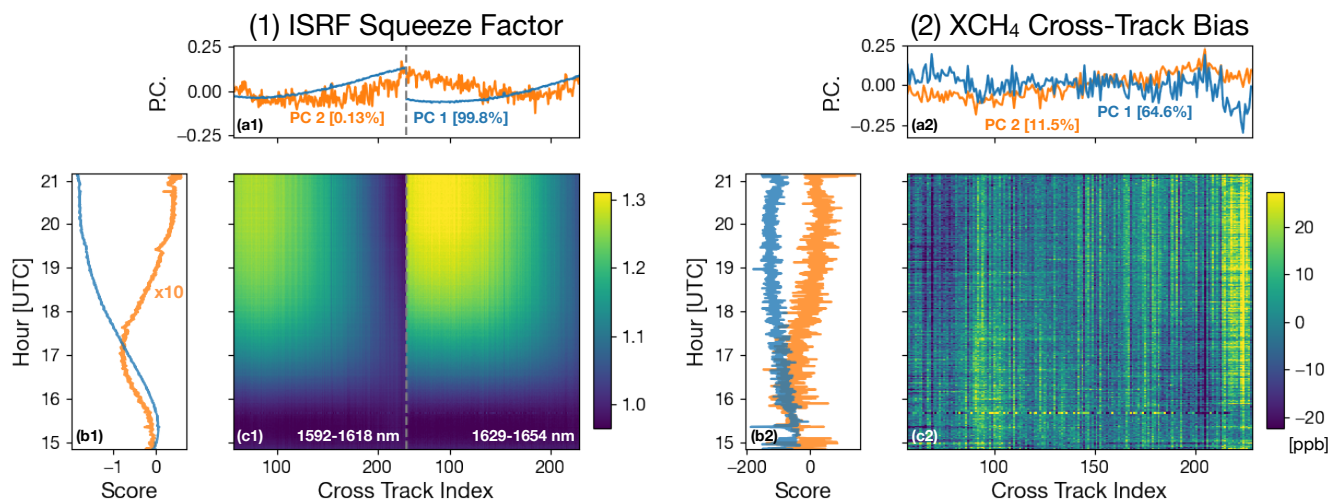 (1) ISRF Squeeze Factor
(2) XCH₄ Cross-Track Bias
0.25
0.00
−0.25
P.C.
PC 2 [0.13%]
PC 1 [99.8%]
(a1)
100
200
100
200
0.25
0.00
−0.25
P.C.
PC 1 [64.6%]
PC 2 [11.5%]
(a2)
21
20
19
18
17
16
15
Hour [UTC]
x10
(b1)
−1
0
Score
1592-1618 nm
1629-1654 nm
(c1)
Cross Track Index
1.3
1.2
1.1
1.0
21
20
19
18
17
16
15
Hour [UTC]
(b2)
−200
0
Score
(c2)
100
150
200
Cross Track Index
20
10
0
−10
−20
[ppb]